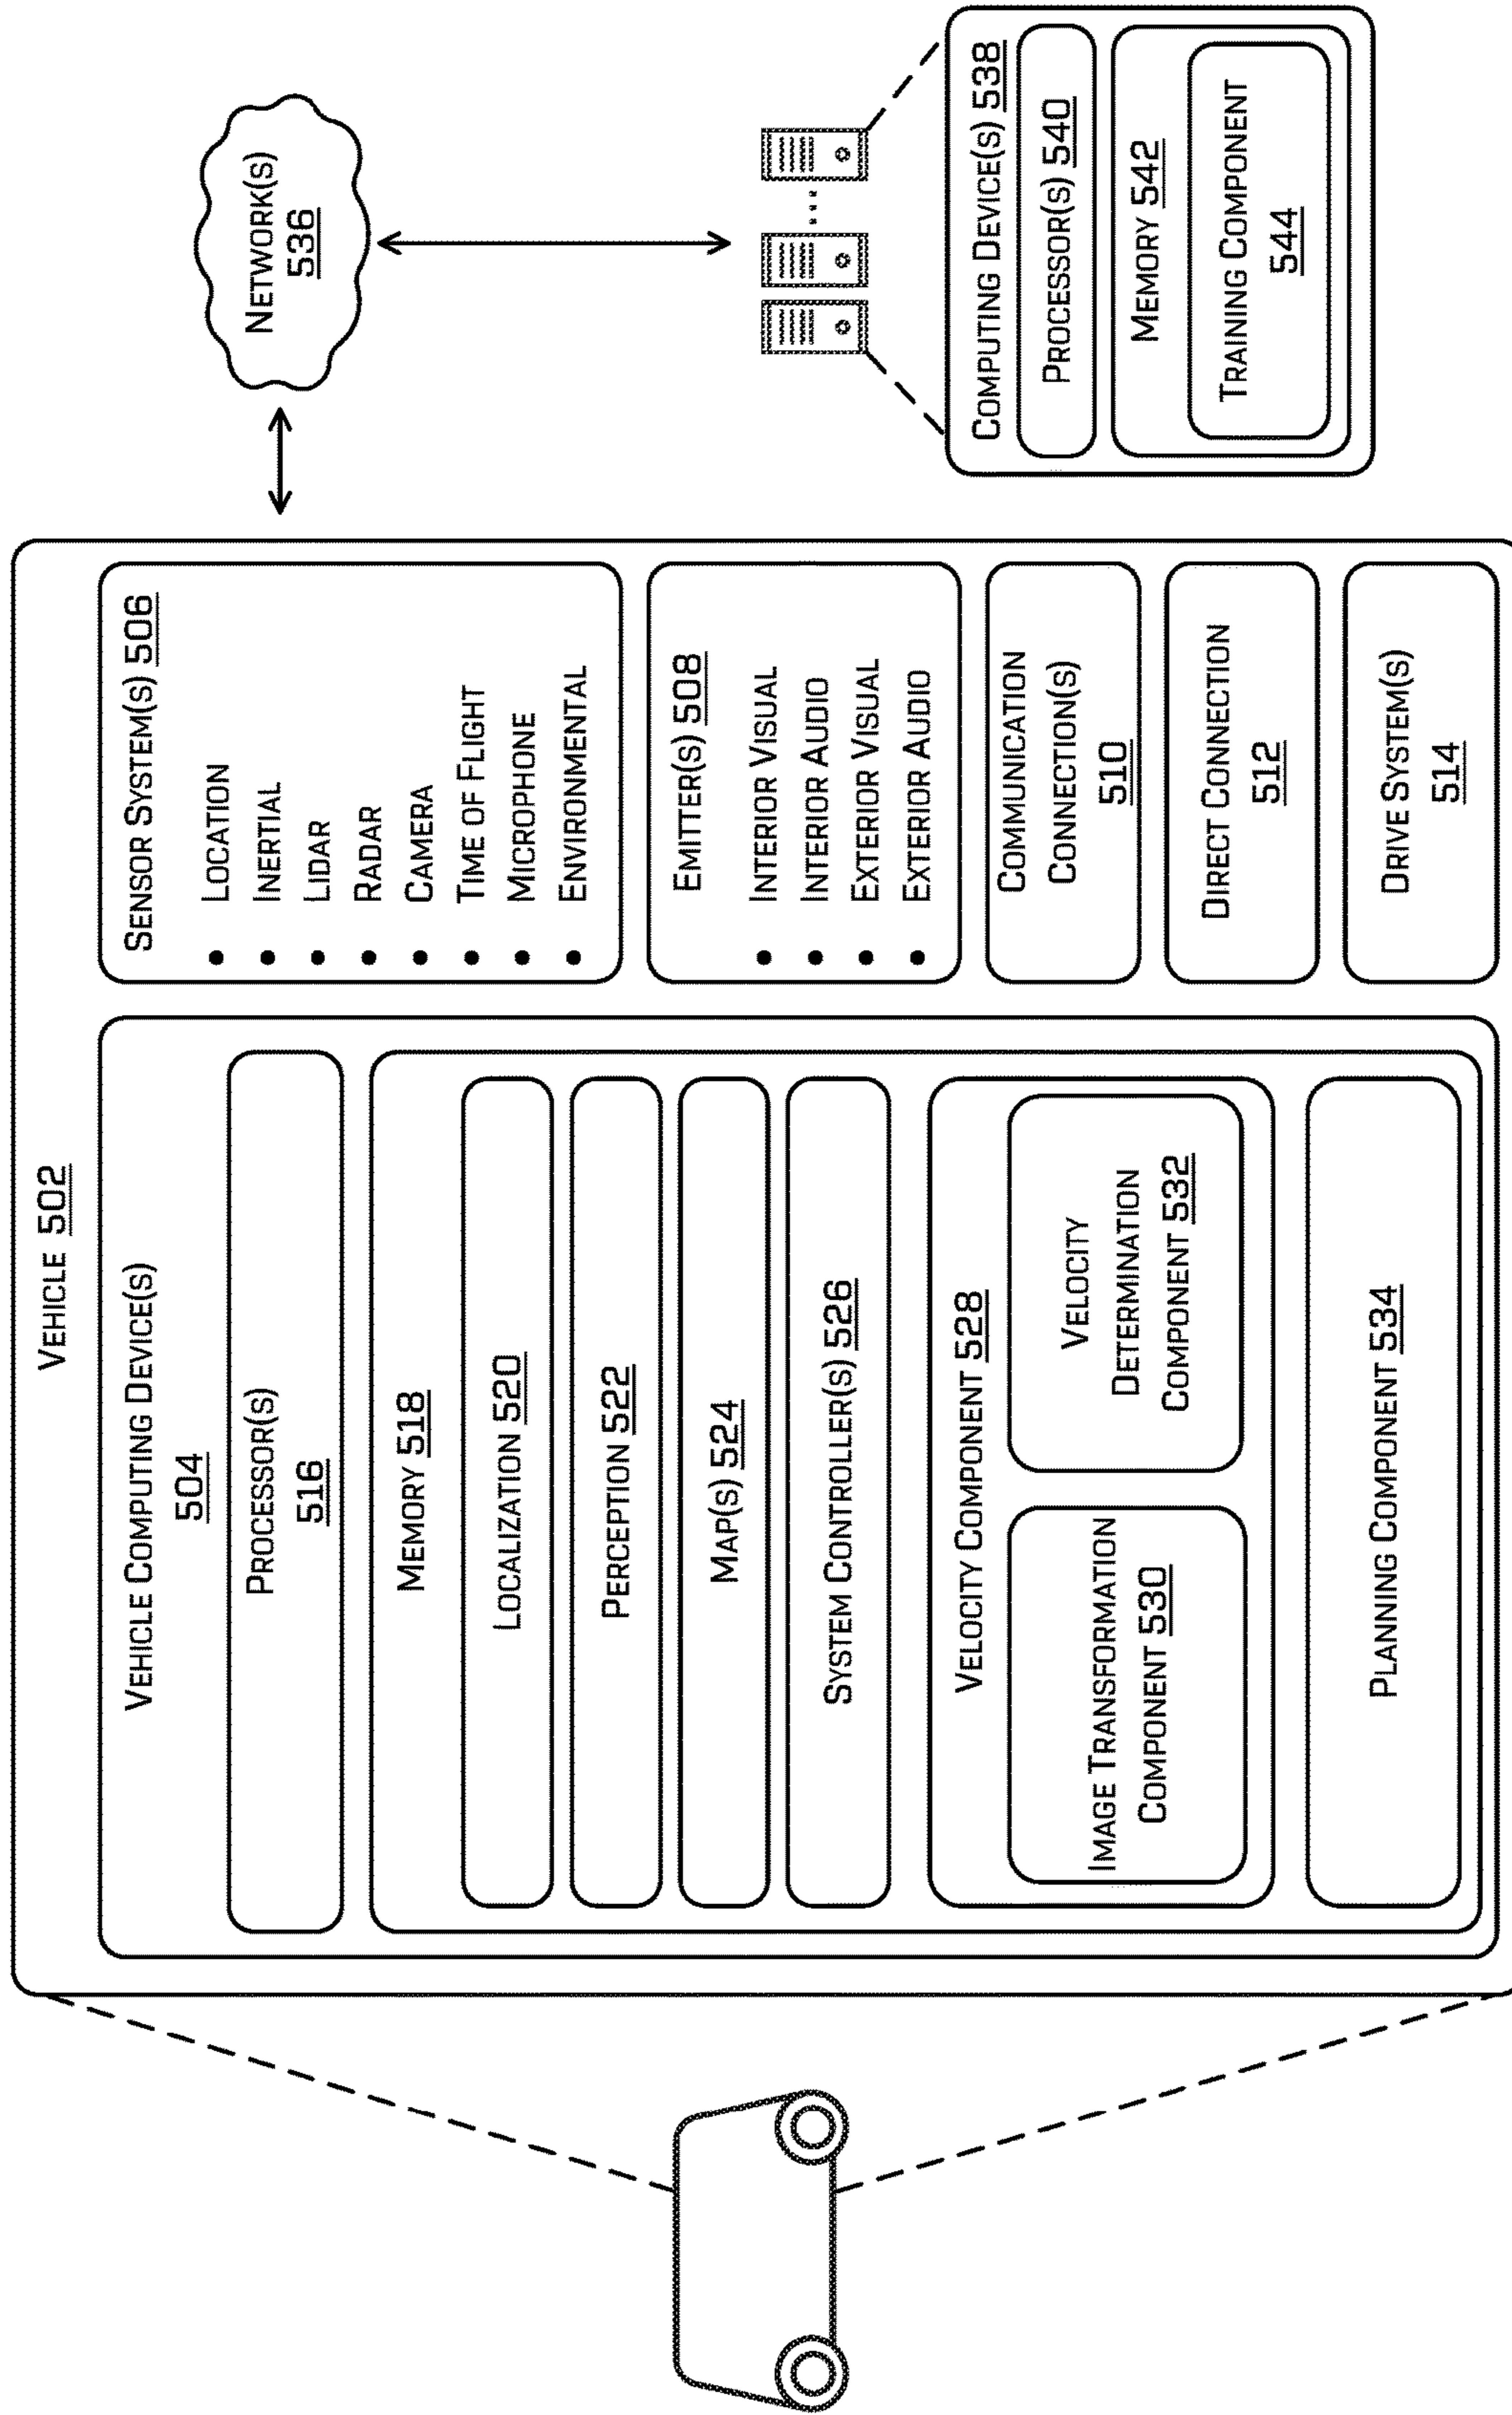 VEHICLE 502
VEHICLE COMPUTING DEVICE(S)
504
PROCESSOR(S)
516
MEMORY 518
LOCALIZATION 520
PERCEPTION 522
MAP(S) 524
SYSTEM CONTROLLER(S) 526
VELOCITY COMPONENT 528
IMAGE TRANSFORMATION
COMPONENT 530
VELOCITY
DETERMINATION
COMPONENT 532
PLANNING COMPONENT 534
SENSOR SYSTEM(S) 506
• LOCATION
• INERTIAL
• LIDAR
• RADAR
• CAMERA
• TIME OF FLIGHT
• MICROPHONE
• ENVIRONMENTAL
EMITTER(S) 508
• INTERIOR VISUAL
• INTERIOR AUDIO
• EXTERIOR VISUAL
• EXTERIOR AUDIO
COMMUNICATION
CONNECTION(S)
510
DIRECT CONNECTION
512
DRIVE SYSTEM(S)
514
NETWORK(S)
536
COMPUTING DEVICE(S) 538
PROCESSOR(S) 540
MEMORY 542
TRAINING COMPONENT
544